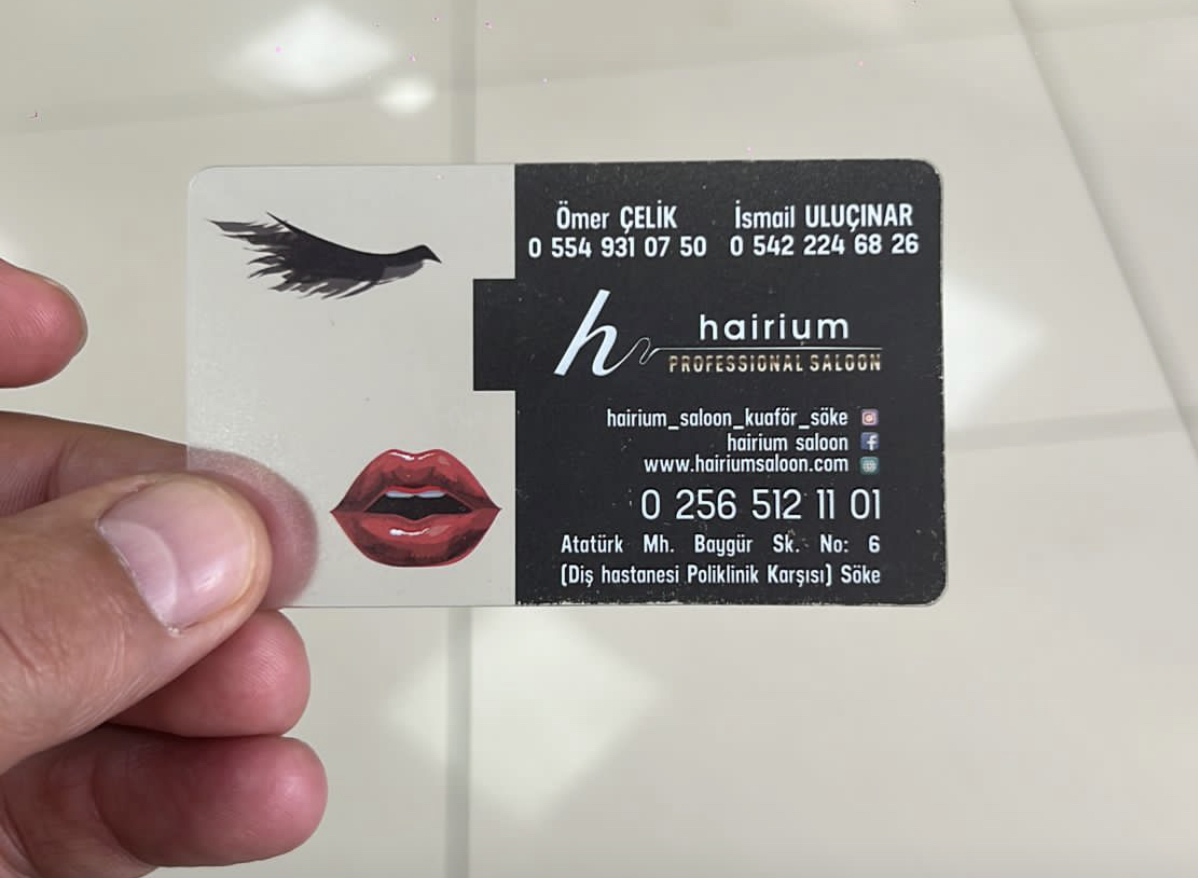 Ömer ÇELİK İsmail ULUÇINAR
0 554 931 07 50 0 542 224 68 26
h hairium
PROFESSIONAL SALOON
hairium_saloon_kuaför_söke
hairium saloon
www.hairiumsaloon.com
0 256 512 11 01
Atatürk Mh. Baygür Sk. No: 6
(Diş hastanesi Poliklinik Karşısı) Söke